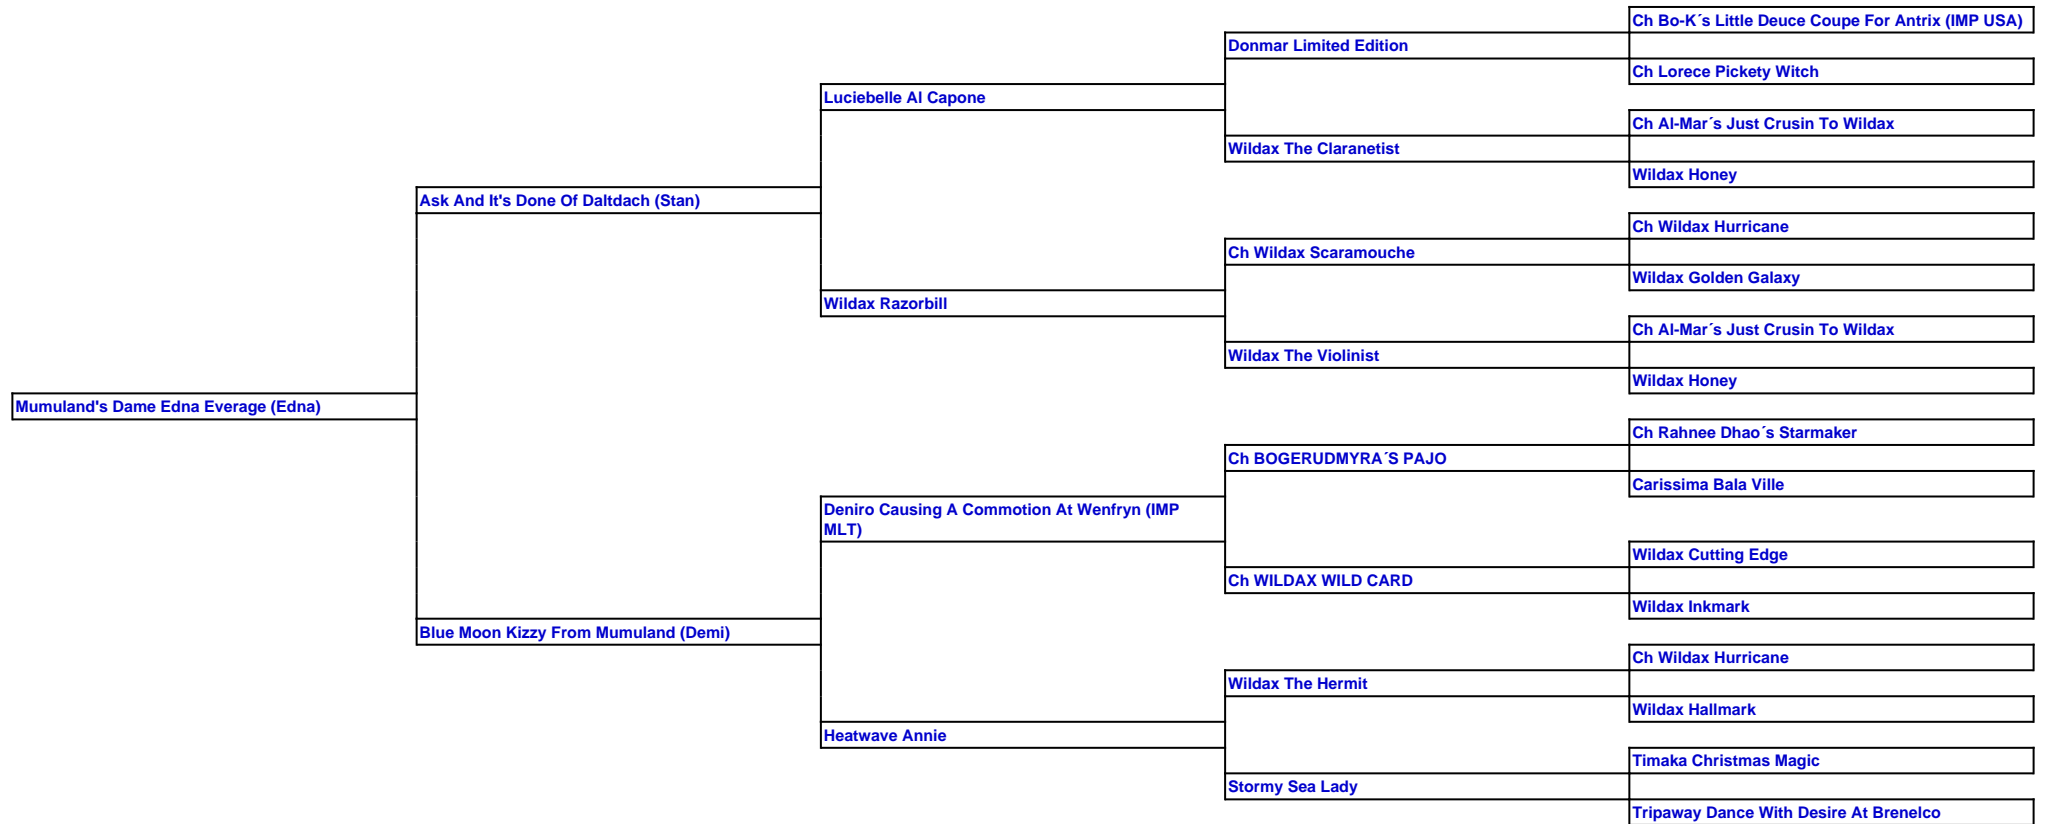 Ch Bo-K´s Little Deuce Coupe For Antrix (IMP USA)
Donmar Limited Edition
Ch Lorece Pickety Witch
Luciebelle Al Capone
Ch Al-Mar´s Just Crusin To Wildax
Wildax The Claranetist
Wildax Honey
Ask And It's Done Of Daltdach (Stan)
Ch Wildax Hurricane
Ch Wildax Scaramouche
Wildax Golden Galaxy
Wildax Razorbill
Ch Al-Mar´s Just Crusin To Wildax
Wildax The Violinist
Wildax Honey
Mumuland's Dame Edna Everage (Edna)
Ch Rahnee Dhao´s Starmaker
Ch BOGERUDMYRA´S PAJO
Carissima Bala Ville
Deniro Causing A Commotion At Wenfryn (IMP
MLT)
Wildax Cutting Edge
Ch WILDAX WILD CARD
Wildax Inkmark
Blue Moon Kizzy From Mumuland (Demi)
Ch Wildax Hurricane
Wildax The Hermit
Wildax Hallmark
Heatwave Annie
Timaka Christmas Magic
Stormy Sea Lady
Tripaway Dance With Desire At Brenelco